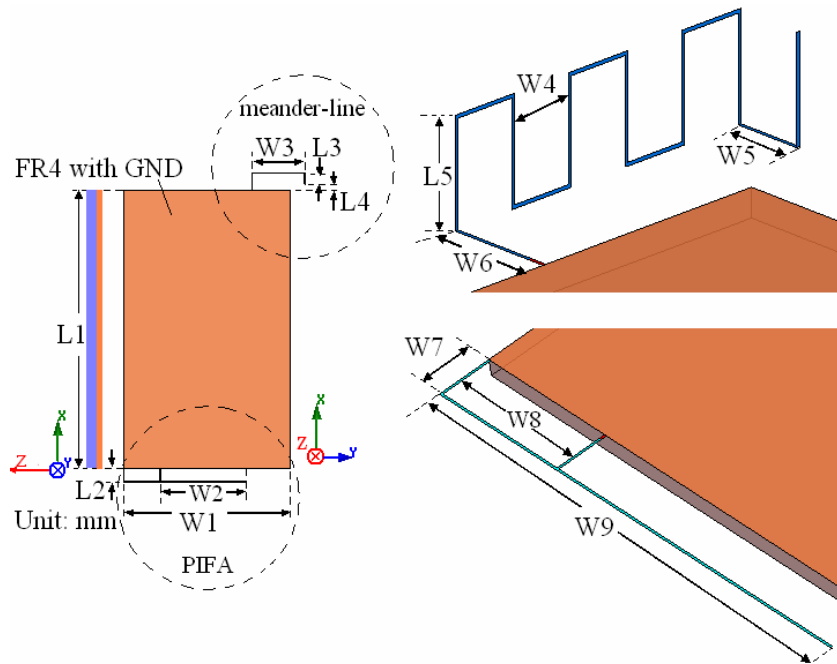 meander-line
W3
L3
L4
FR4 with GND
L1
X
Z
Y
X
Z
Y
L2
W2
W1
Unit: mm
PIFA
W4
L5
W5
W6
W7
W8
W9